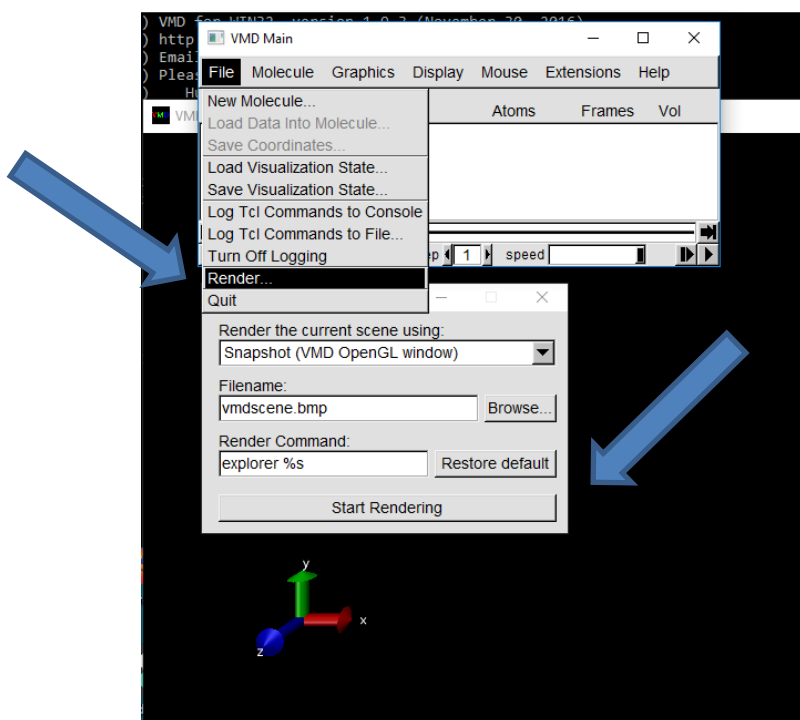 ) VMD for WIN32, version 1.9.3 (November 30, 2016)
) http
) Email
) Pleas
) Hu
VMD Main
File Molecule Graphics Display Mouse Extensions Help
VMD VM
Atoms Frames Vol
New Molecule...
Load Data Into Molecule...
Save Coordinates...
Load Visualization State...
Save Visualization State...
Log Tcl Commands to Console
Log Tcl Commands to File...
Turn Off Logging
ep 1 speed
Render...
Quit
Render the current scene using:
Snapshot (VMD OpenGL window)
Filename:
vmdscene.bmp Browse...
Render Command:
explorer %s Restore default
Start Rendering
y
x
z